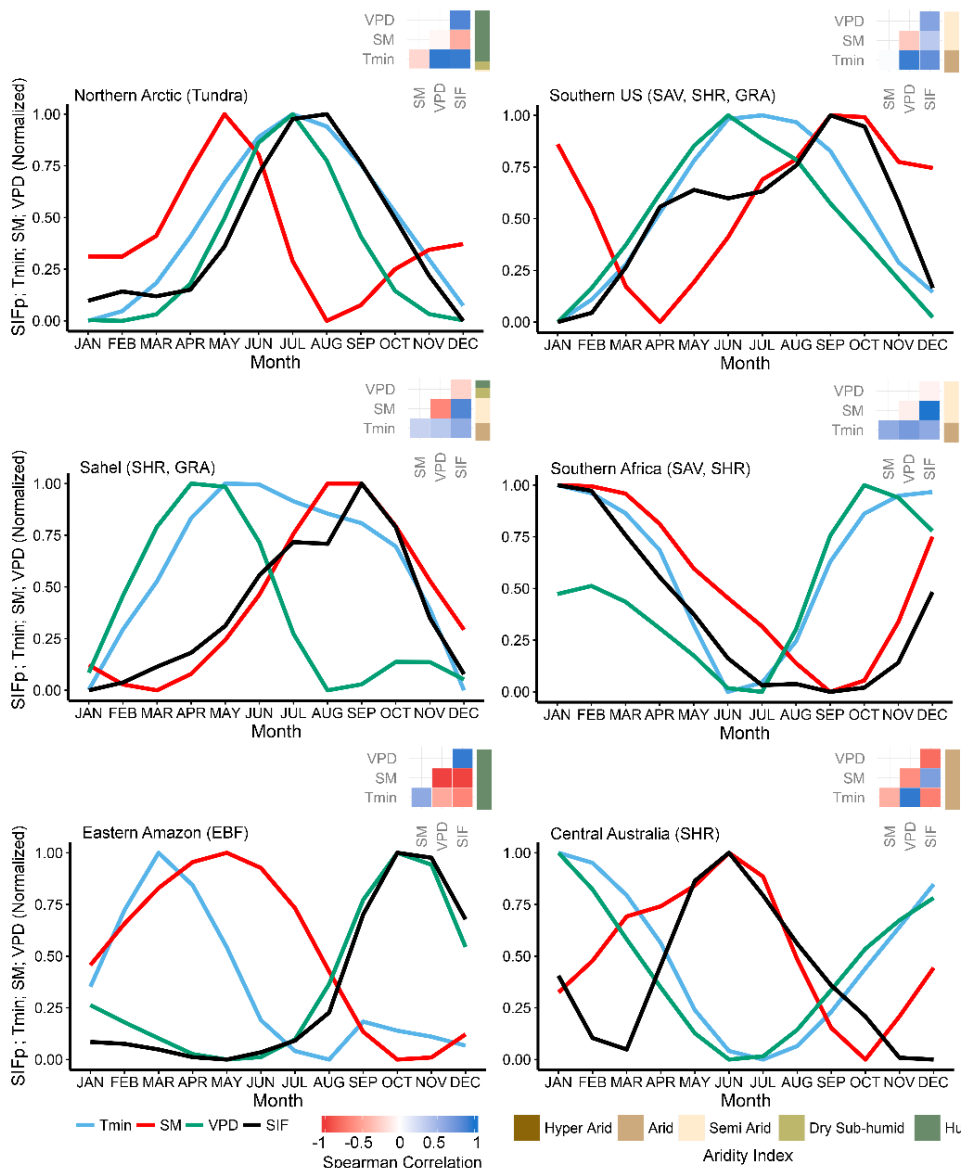 VPD
SM
Tmin
SM
VPD
SIF
VPD
SM
Tmin
SM
VPD
SIF
SIFp; Tmin; SM; VPD (Normalized)
Northern Arctic (Tundra)
1.00
0.75
0.50
0.25
0.00
JAN FEB MAR APR MAY JUN JUL AUG SEP OCT NOV DEC
Month
Southern US (SAV, SHR, GRA)
1.00
0.75
0.50
0.25
0.00
JAN FEB MAR APR MAY JUN JUL AUG SEP OCT NOV DEC
Month
VPD
SM
Tmin
SM
VPD
SIF
VPD
SM
Tmin
SM
VPD
SIF
SIFp; Tmin; SM; VPD (Normalized)
Sahel (SHR, GRA)
1.00
0.75
0.50
0.25
0.00
JAN FEB MAR APR MAY JUN JUL AUG SEP OCT NOV DEC
Month
Southern Africa (SAV, SHR)
1.00
0.75
0.50
0.25
0.00
JAN FEB MAR APR MAY JUN JUL AUG SEP OCT NOV DEC
Month
VPD
SM
Tmin
SM
VPD
SIF
VPD
SM
Tmin
SM
VPD
SIF
SIFp; Tmin; SM; VPD (Normalized)
Eastern Amazon (EBF)
1.00
0.75
0.50
0.25
0.00
JAN FEB MAR APR MAY JUN JUL AUG SEP OCT NOV DEC
Month
Central Australia (SHR)
1.00
0.75
0.50
0.25
0.00
JAN FEB MAR APR MAY JUN JUL AUG SEP OCT NOV DEC
Month
Tmin SM VPD SIF
-1 -0.5 0 0.5 1
Spearman Correlation
Hyper Arid Arid Semi Arid Dry Sub-humid Hu
Aridity Index